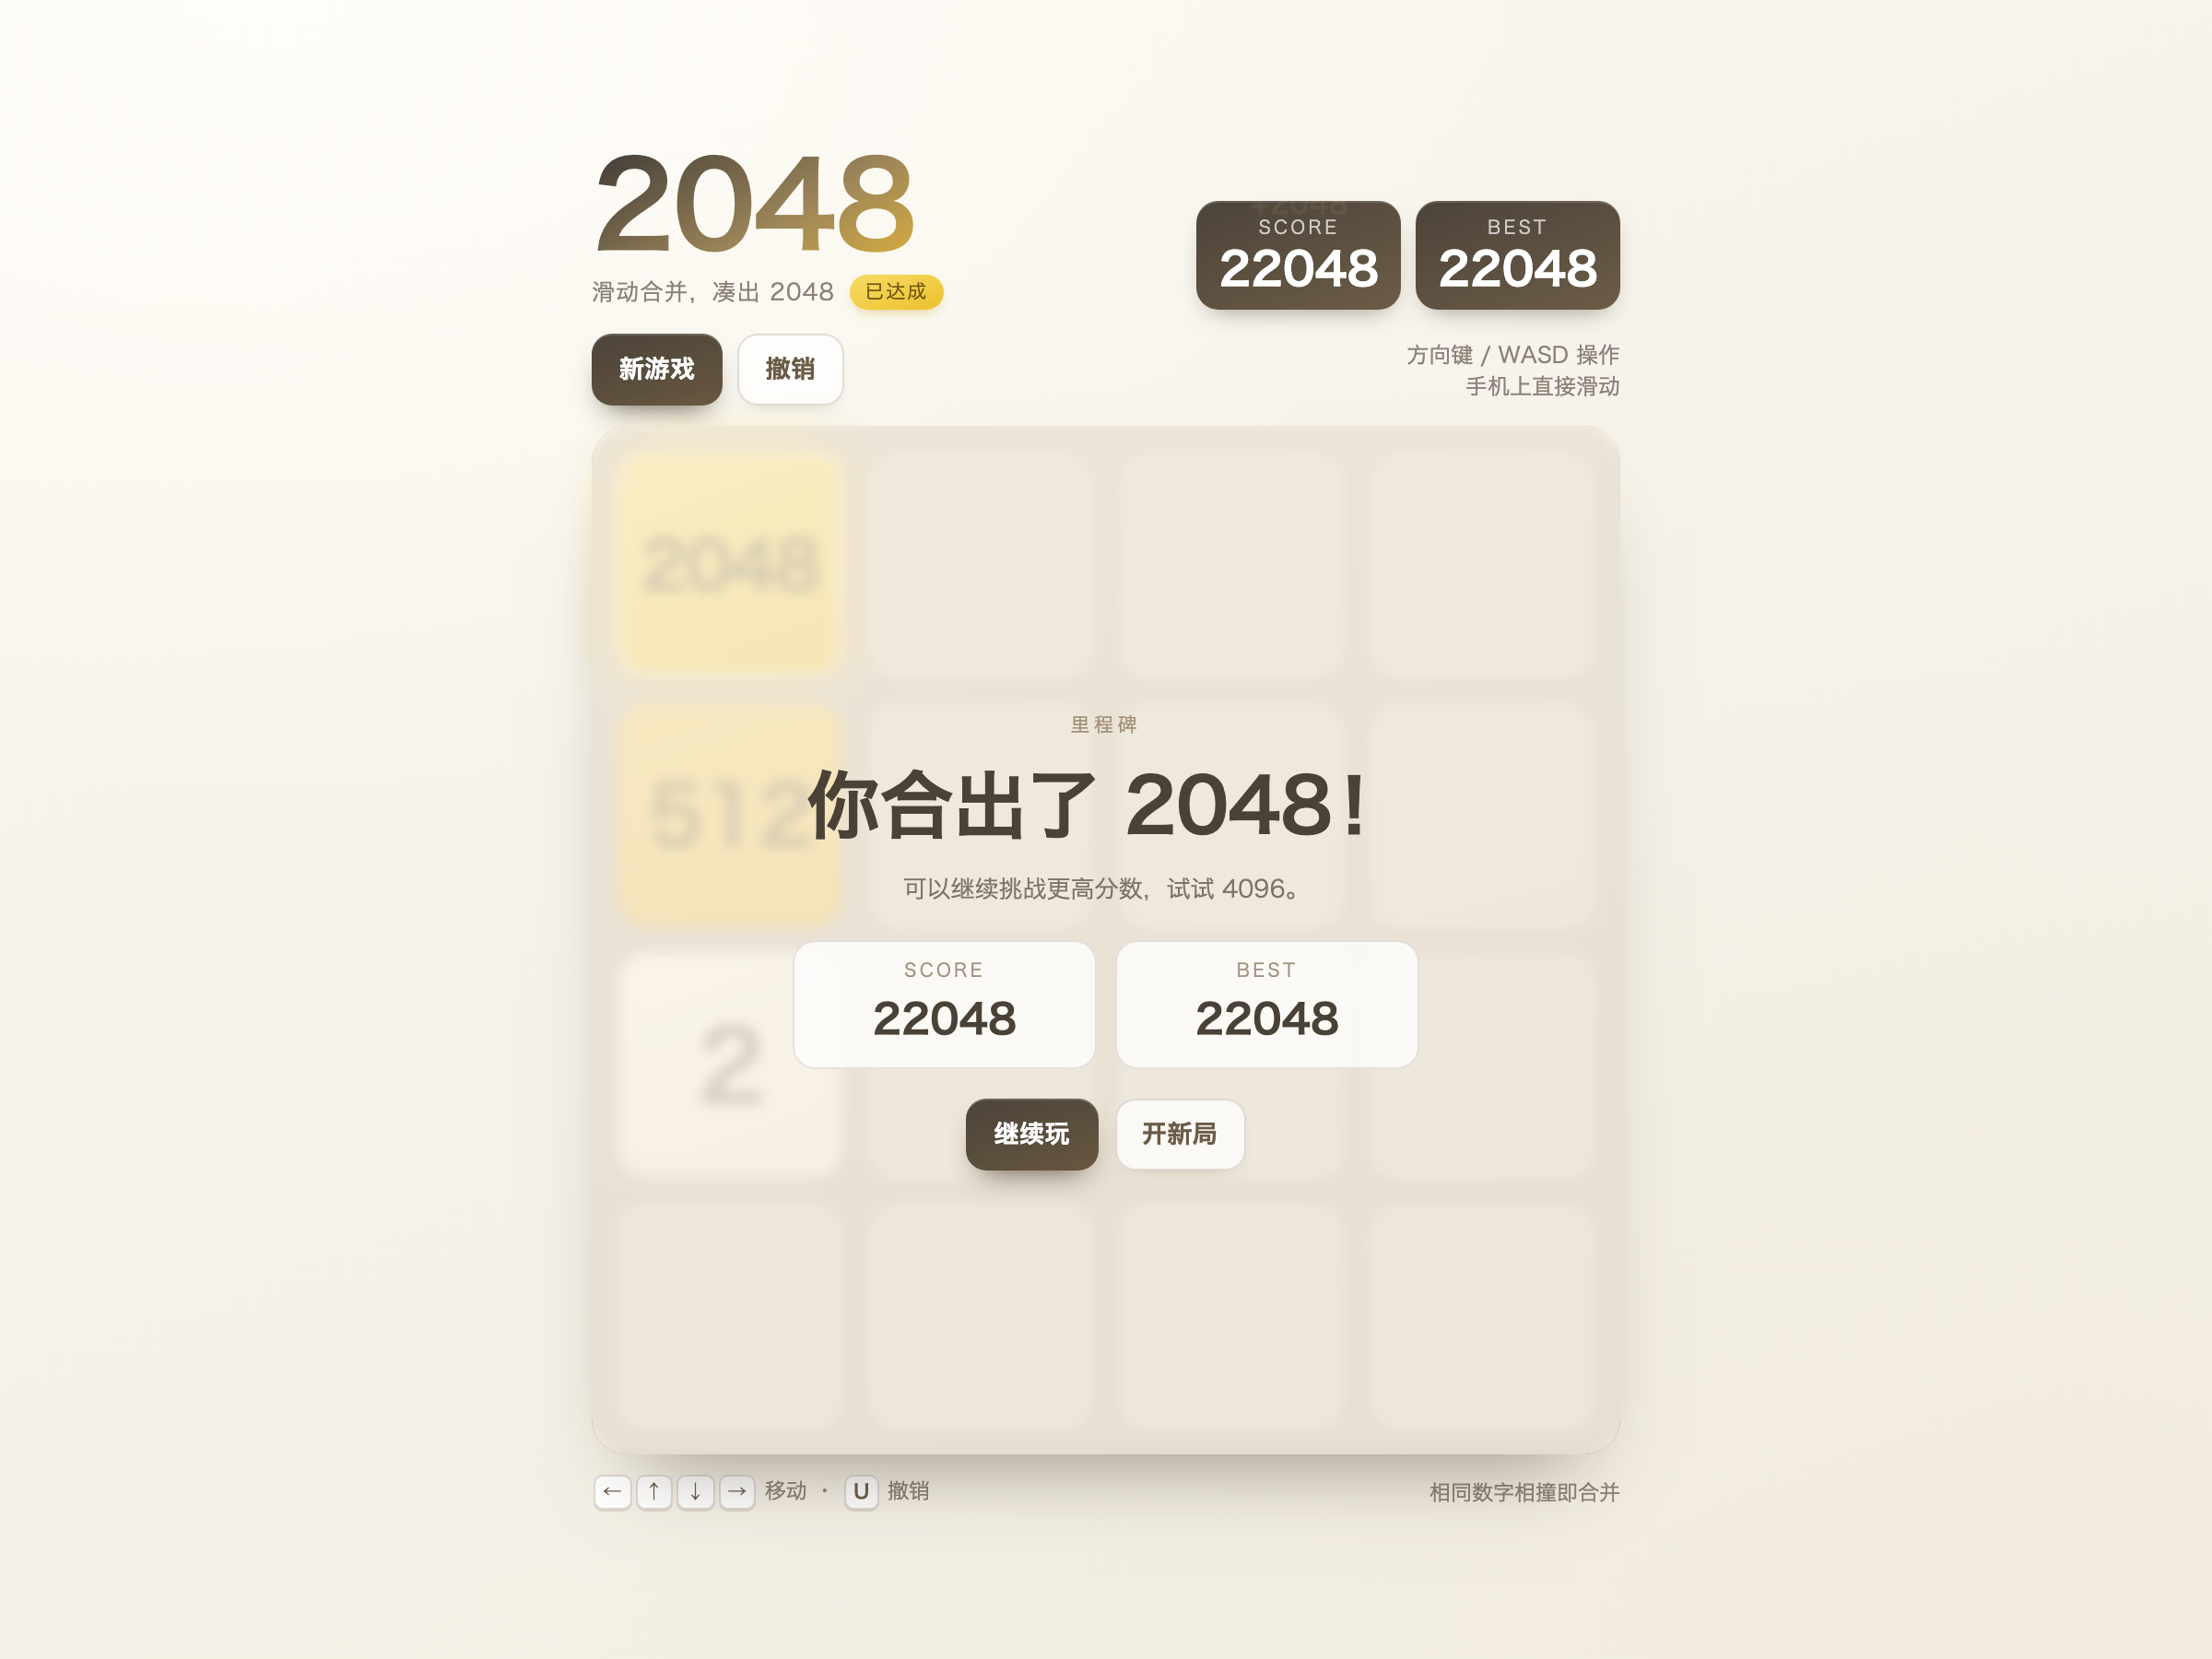 2048
滑动合并，凑出 2048 已达成
+2048
SCORE
22048
BEST
22048
新游戏
撤销
方向键 / WASD 操作
手机上直接滑动
2048
512
2
里程碑
你合出了 2048！
可以继续挑战更高分数，试试 4096。
SCORE
22048
BEST
22048
继续玩
开新局
← ↑ ↓ → 移动 · U 撤销
相同数字相撞即合并